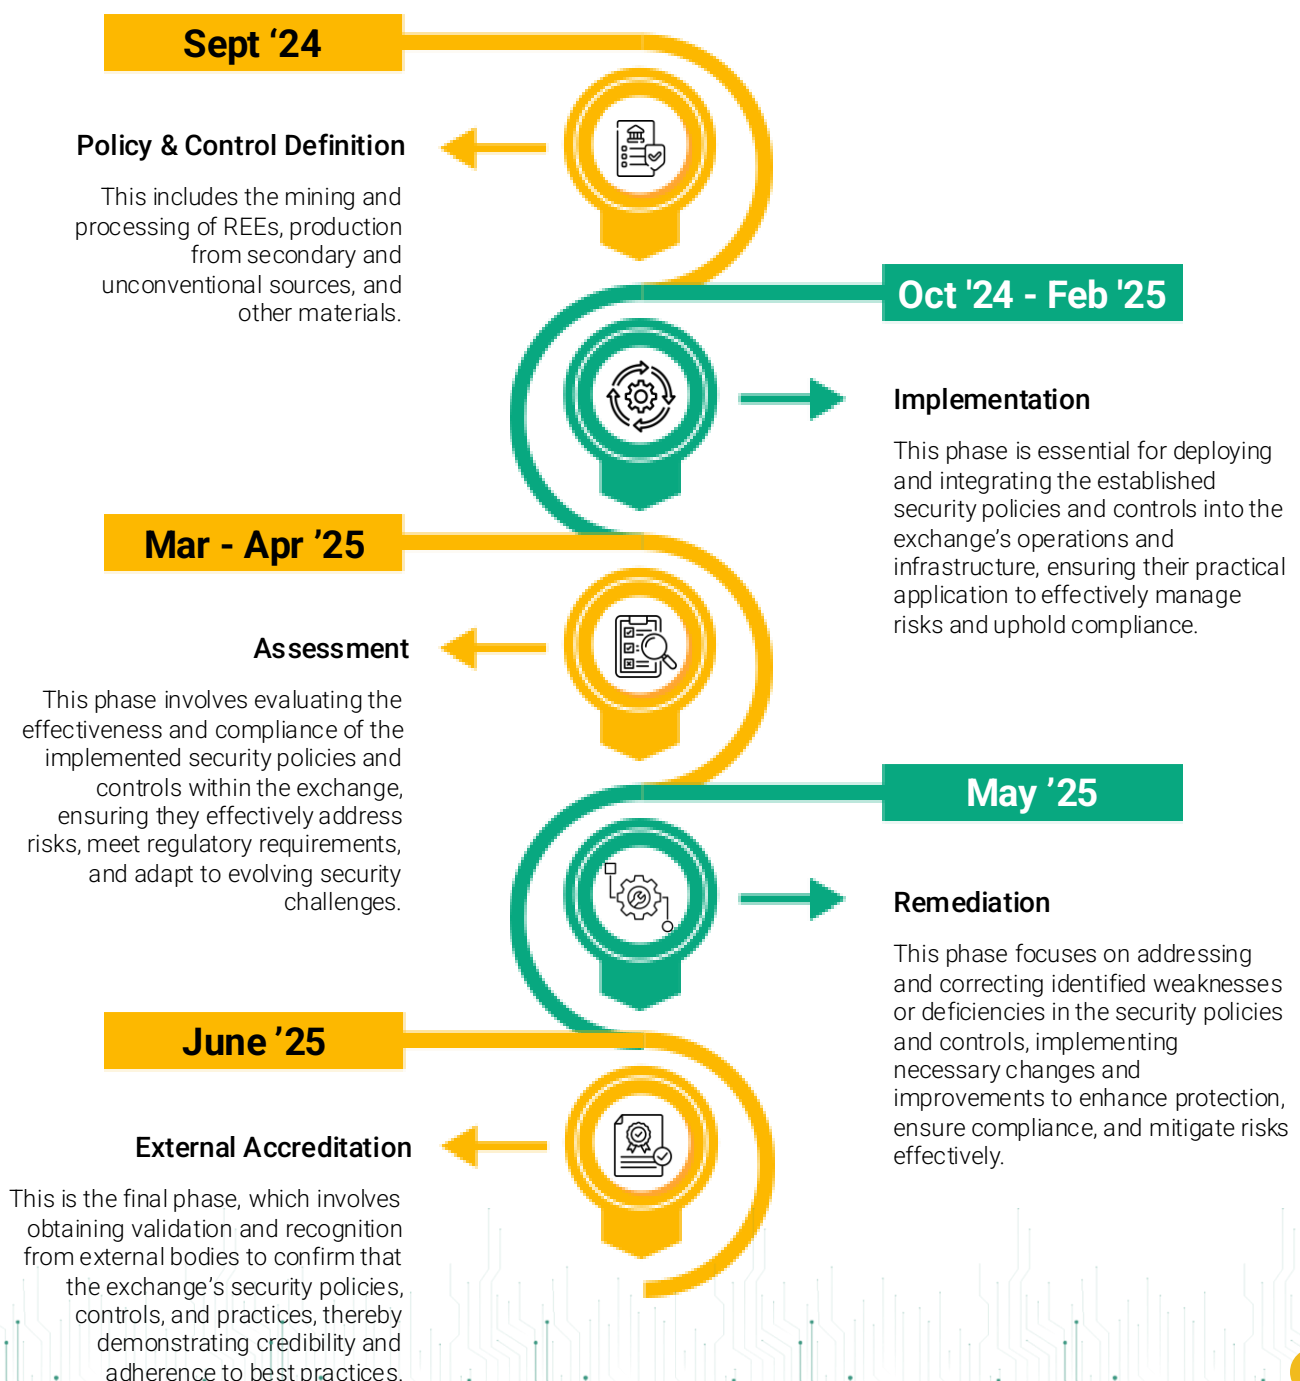 Sept ‘24
Policy & Control Definition
This includes the mining and
processing of REEs, production
from secondary and
unconventional sources, and
other materials.
Oct '24 - Feb '25
Implementation
This phase is essential for deploying
and integrating the established
security policies and controls into the
exchange’s operations and
infrastructure, ensuring their practical
application to effectively manage
risks and uphold compliance.
Mar - Apr ’25
Assessment
This phase involves evaluating the
effectiveness and compliance of the
implemented security policies and
controls within the exchange,
ensuring they effectively address
risks, meet regulatory requirements,
and adapt to evolving security
challenges.
May ’25
Remediation
This phase focuses on addressing
and correcting identified weaknesses
or deficiencies in the security policies
and controls, implementing
necessary changes and
improvements to enhance protection,
ensure compliance, and mitigate risks
effectively.
June ’25
External Accreditation
This is the final phase, which involves
obtaining validation and recognition
from external bodies to confirm that
the exchange’s security policies,
controls, and practices, thereby
demonstrating credibility and
adherence to best practices.